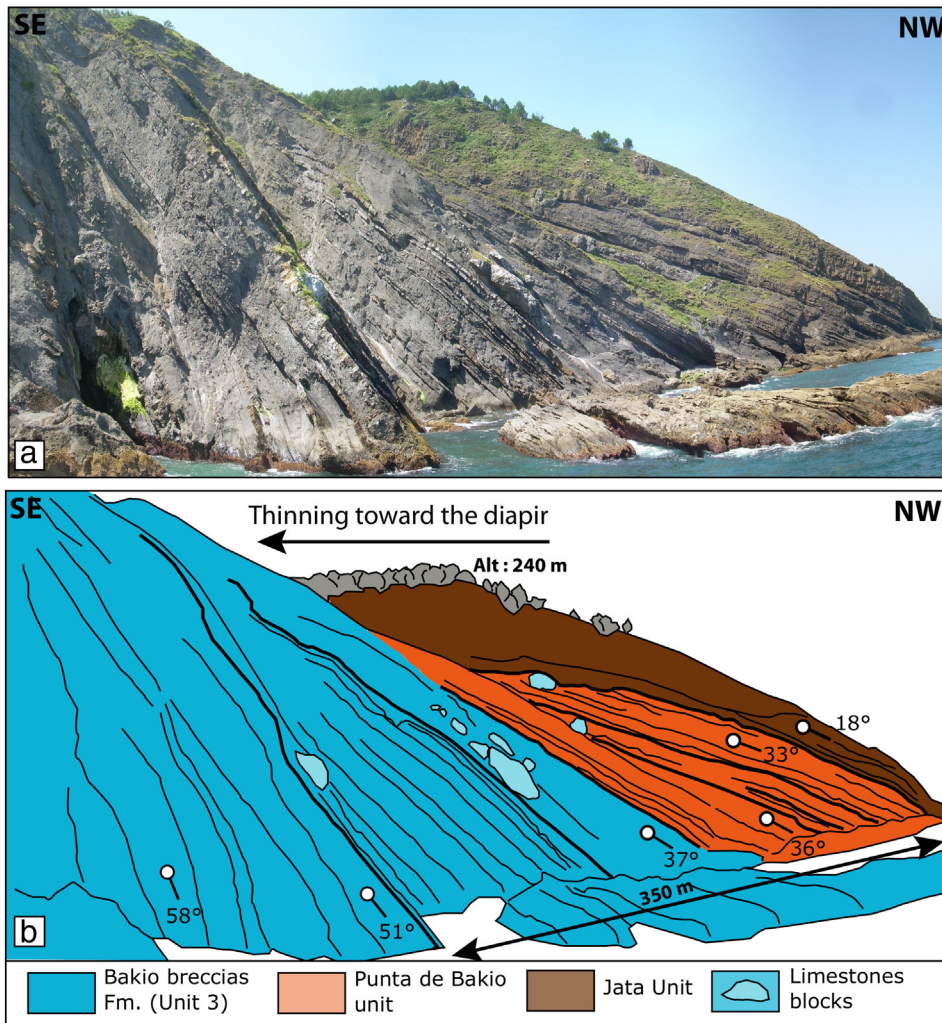 SE
NW
a
SE
NW
Thinning toward the diapir
Alt : 240 m
18°
33°
36°
37°
350 m
58°
51°
b
Bakio breccias
Fm. (Unit 3)
Punta de Bakio
unit
Jata Unit
Limestones
blocks